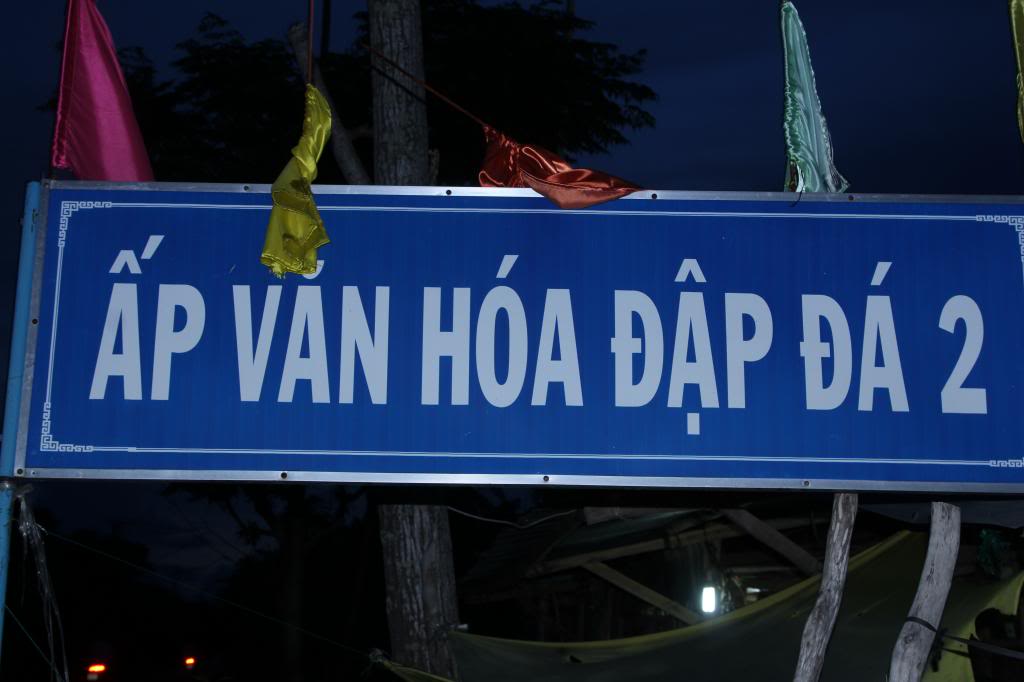 ẤP VĂN HÓA ĐẬP ĐÁ 2